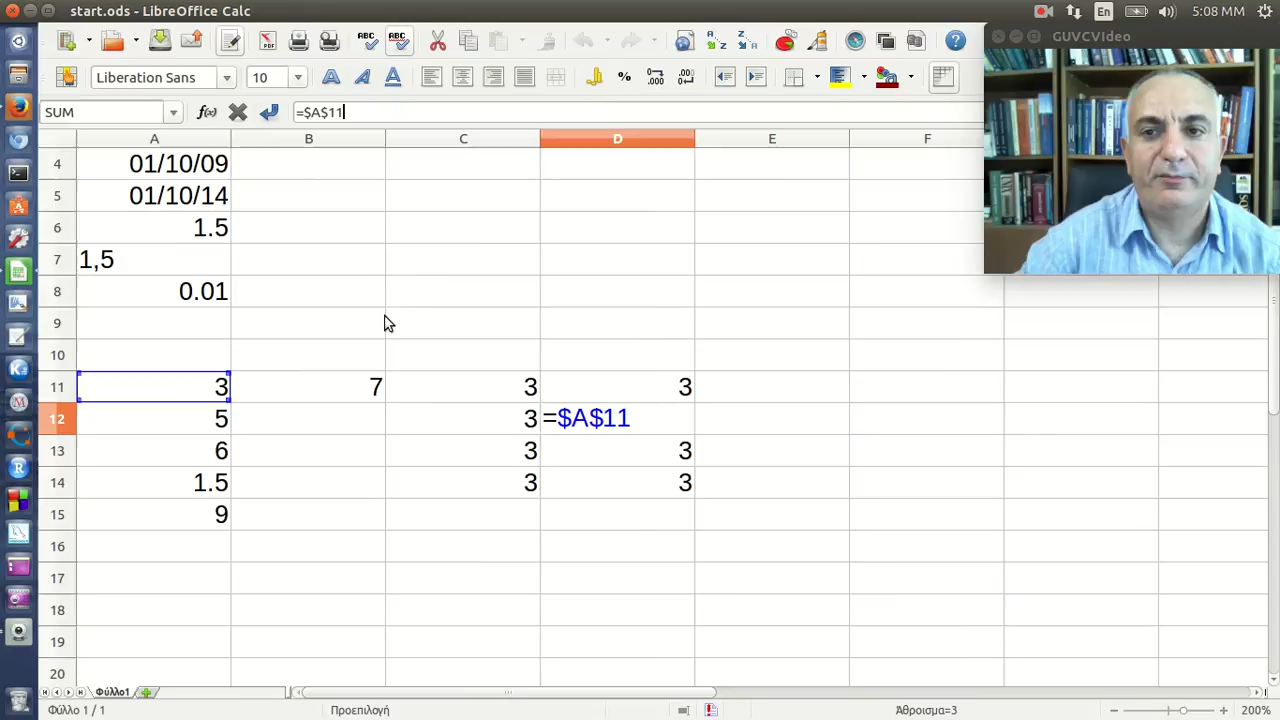 start.ods - LibreOffice Calc
En
5:08 MM
GUVCVIdeo
Liberation Sans
10
SUM
f(x)
=$A$11
A B C D E F
4 01/10/09
5 01/10/14
6 1.5
7 1,5
8 0.01
9
10
11 3 7 3 3
12 5 3 =$A$11
13 6 3 3
14 1.5 3 3
15 9
16
17
18
19
20
Φύλλο1
Φύλλο 1 / 1
Προεπιλογή
Άθροισμα=3
200%